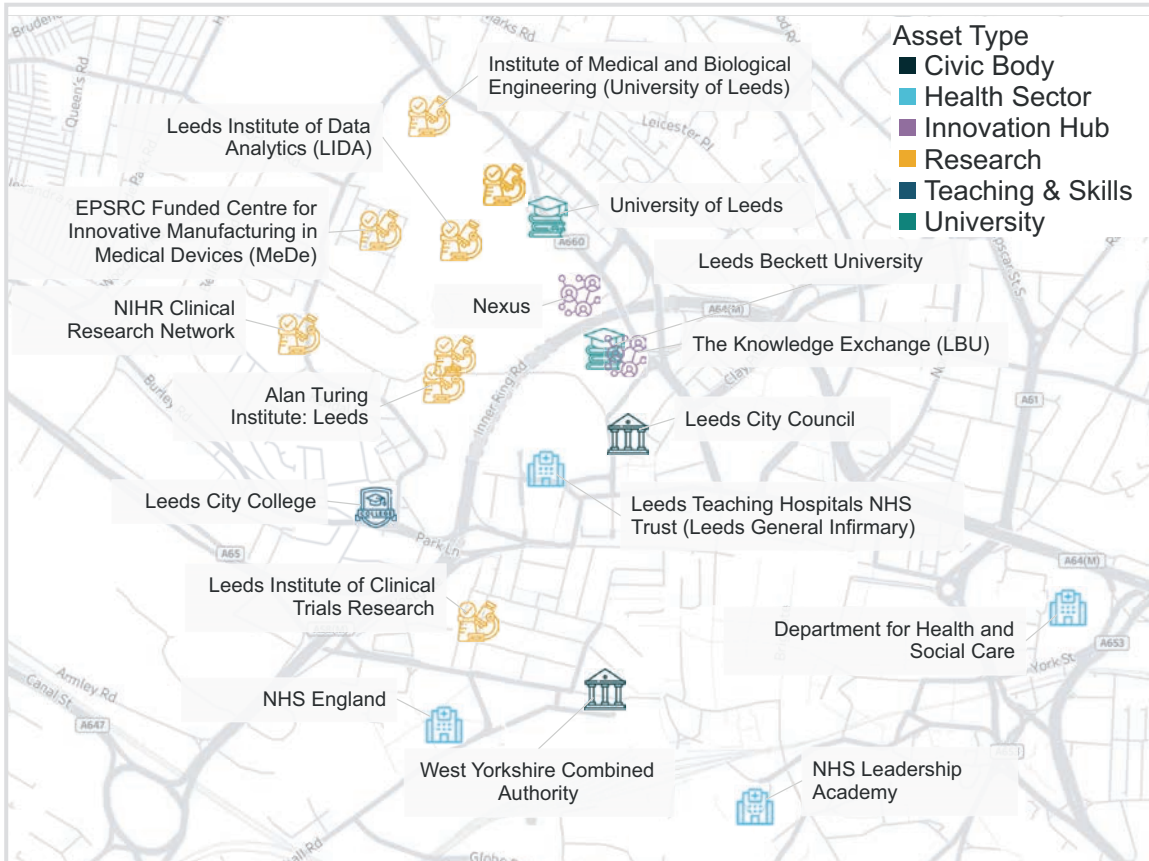 Asset Type
Civic Body
Health Sector
Innovation Hub
Research
Teaching & Skills
University
Institute of Medical and Biological
Engineering (University of Leeds)
Leeds Institute of Data
Analytics (LIDA)
EPSRC Funded Centre for
Innovative Manufacturing in
Medical Devices (MeDe)
University of Leeds
Leeds Beckett University
Nexus
NIHR Clinical
Research Network
The Knowledge Exchange (LBU)
Alan Turing
Institute: Leeds
Leeds City Council
Leeds City College
COLLEGE
Leeds Teaching Hospitals NHS
Trust (Leeds General Infirmary)
Leeds Institute of Clinical
Trials Research
Department for Health and
Social Care
NHS England
West Yorkshire Combined
Authority
NHS Leadership
Academy
Queen's Rd
Leicester Pl
A660
A64(M)
Inner Ring Rd
Burley Rd
A61
Park Ln
A65
A64(M)
A653
York St
Armley Rd
Canal St
A647